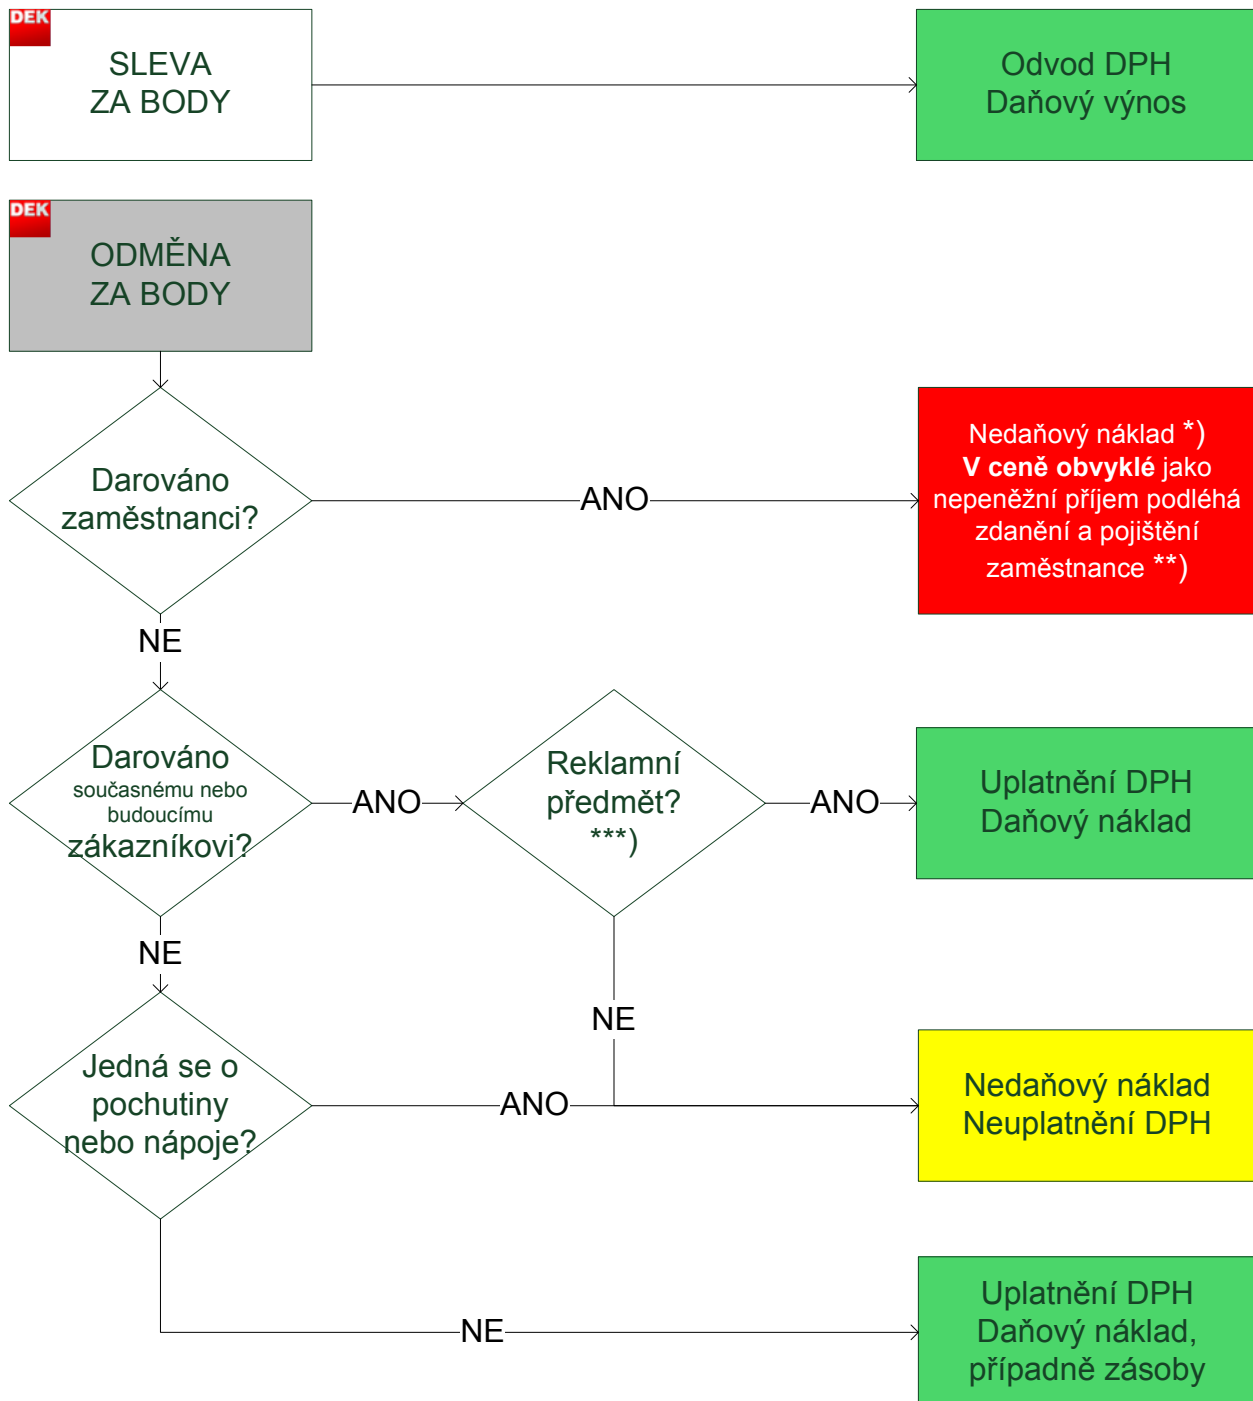 DEK
SLEVA
ZA BODY
Odvod DPH
Daňový výnos
DEK
ODMĚNA
ZA BODY
Darováno
zaměstnanci?
ANO
Nedaňový náklad *)
V ceně obvyklé jako
nepeněžní příjem podléhá
zdanění a pojištění
zaměstnance **)
NE
Darováno
současnému nebo
budoucímu
zákazníkovi?
ANO
Reklamní
předmět?
***)
ANO
Uplatnění DPH
Daňový náklad
NE
NE
Jedná se o
pochutiny
nebo nápoje?
ANO
Nedaňový náklad
Neuplatnění DPH
NE
Uplatnění DPH
Daňový náklad,
případně zásoby